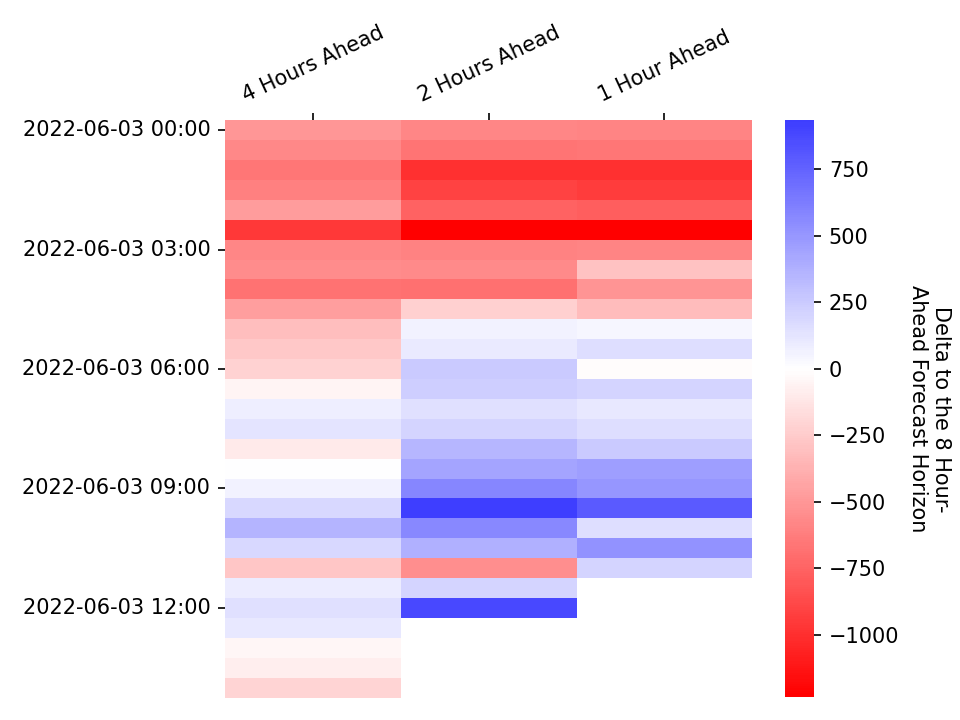 4 Hours Ahead
2 Hours Ahead
1 Hour Ahead
2022-06-03 00:00
2022-06-03 03:00
2022-06-03 06:00
2022-06-03 09:00
2022-06-03 12:00
750
500
250
0
−250
−500
−750
−1000
Delta to the 8 Hour-
Ahead Forecast Horizon